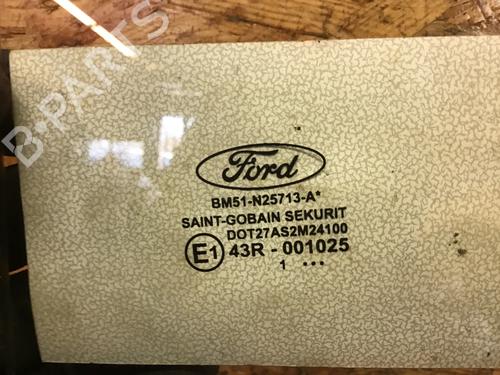 B-PARTS
Ford
BM51-N25713-A*
SAINT-GOBAIN SEKURIT
DOT27AS2M24100
E1 43R - 001025
1 •••